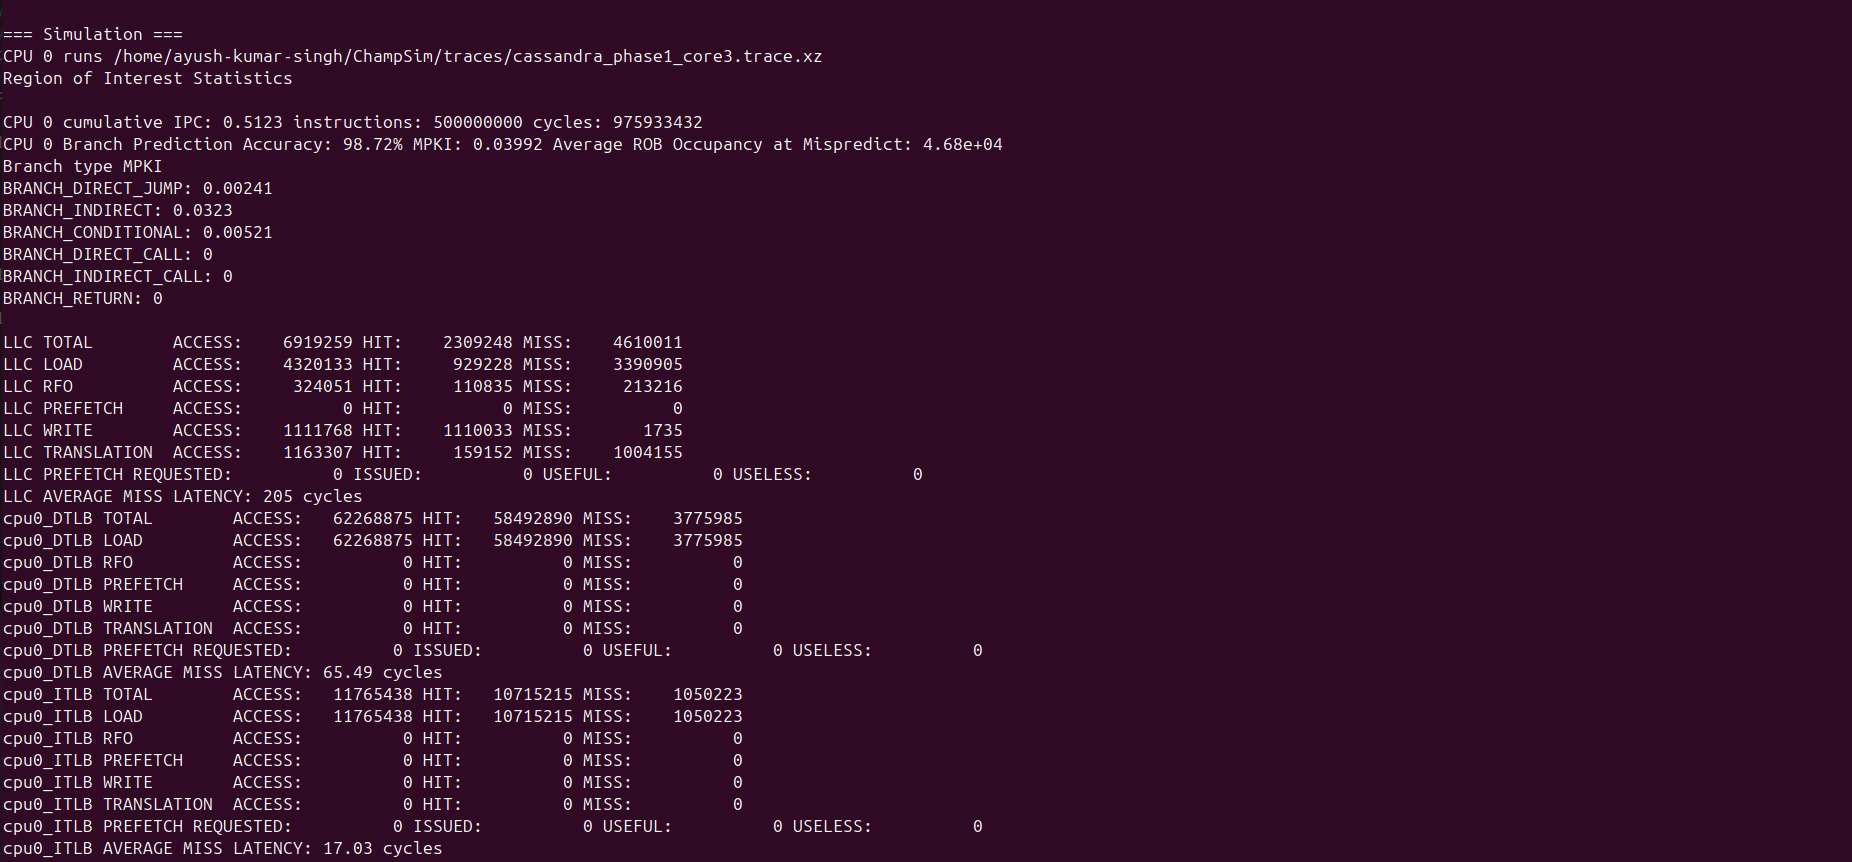 === Simulation ===
CPU 0 runs /home/ayush-kumar-singh/ChampSim/traces/cassandra_phase1_core3.trace.xz
Region of Interest Statistics
CPU 0 cumulative IPC: 0.5123 instructions: 500000000 cycles: 975933432
CPU 0 Branch Prediction Accuracy: 98.72% MPKI: 0.03992 Average ROB Occupancy at Mispredict: 4.68e+04
Branch type MPKI
BRANCH_DIRECT_JUMP: 0.00241
BRANCH_INDIRECT: 0.0323
BRANCH_CONDITIONAL: 0.00521
BRANCH_DIRECT_CALL: 0
BRANCH_INDIRECT_CALL: 0
BRANCH_RETURN: 0
LLC TOTAL        ACCESS:    6919259 HIT:    2309248 MISS:    4610011
LLC LOAD         ACCESS:    4320133 HIT:     929228 MISS:    3390905
LLC RFO          ACCESS:     324051 HIT:     110835 MISS:     213216
LLC PREFETCH     ACCESS:          0 HIT:          0 MISS:          0
LLC WRITE        ACCESS:    1111768 HIT:    1110033 MISS:       1735
LLC TRANSLATION  ACCESS:    1163307 HIT:     159152 MISS:    1004155
LLC PREFETCH REQUESTED:          0 ISSUED:          0 USEFUL:          0 USELESS:          0
LLC AVERAGE MISS LATENCY: 205 cycles
cpu0_DTLB TOTAL        ACCESS:   62268875 HIT:   58492890 MISS:    3775985
cpu0_DTLB LOAD         ACCESS:   62268875 HIT:   58492890 MISS:    3775985
cpu0_DTLB RFO          ACCESS:          0 HIT:          0 MISS:          0
cpu0_DTLB PREFETCH     ACCESS:          0 HIT:          0 MISS:          0
cpu0_DTLB WRITE        ACCESS:          0 HIT:          0 MISS:          0
cpu0_DTLB TRANSLATION  ACCESS:          0 HIT:          0 MISS:          0
cpu0_DTLB PREFETCH REQUESTED:          0 ISSUED:          0 USEFUL:          0 USELESS:          0
cpu0_DTLB AVERAGE MISS LATENCY: 65.49 cycles
cpu0_ITLB TOTAL        ACCESS:   11765438 HIT:   10715215 MISS:    1050223
cpu0_ITLB LOAD         ACCESS:   11765438 HIT:   10715215 MISS:    1050223
cpu0_ITLB RFO          ACCESS:          0 HIT:          0 MISS:          0
cpu0_ITLB PREFETCH     ACCESS:          0 HIT:          0 MISS:          0
cpu0_ITLB WRITE        ACCESS:          0 HIT:          0 MISS:          0
cpu0_ITLB TRANSLATION  ACCESS:          0 HIT:          0 MISS:          0
cpu0_ITLB PREFETCH REQUESTED:          0 ISSUED:          0 USEFUL:          0 USELESS:          0
cpu0_ITLB AVERAGE MISS LATENCY: 17.03 cycles